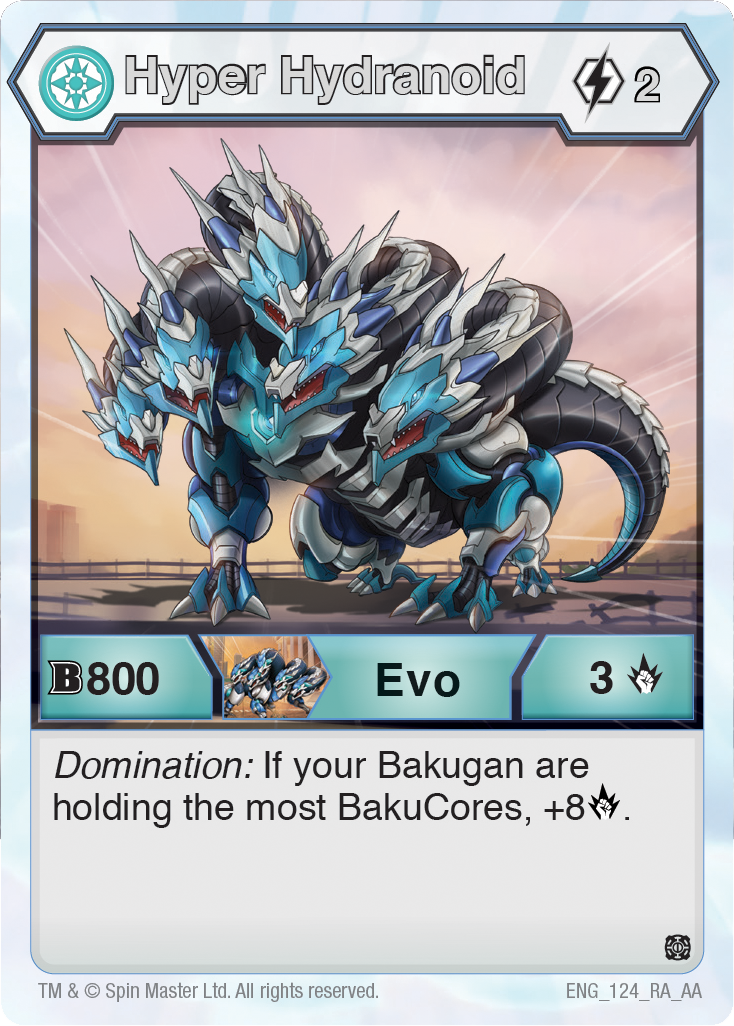 Hyper Hydranoid 2
B 800 Evo 3
Domination: If your Bakugan are
holding the most BakuCores, +8.
TM & © Spin Master Ltd. All rights reserved. ENG_124_RA_AA